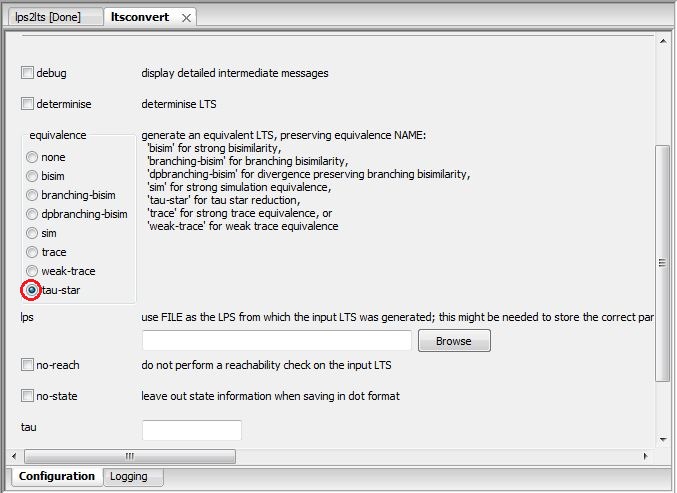 lps2lts [Done] ltsconvert
debug display detailed intermediate messages
determinise determinise LTS
equivalence generate an equivalent LTS, preserving equivalence NAME:
none 'bisim' for strong bisimilarity,
'branching-bisim' for branching bisimilarity,
bisim 'dpbranching-bisim' for divergence preserving branching bisimilarity,
branching-bisim 'sim' for strong simulation equivalence,
'tau-star' for tau star reduction,
dpbranching-bisim 'trace' for strong trace equivalence, or
sim 'weak-trace' for weak trace equivalence
trace
weak-trace
tau-star
lps use FILE as the LPS from which the input LTS was generated; this might be needed to store the correct par
Browse
no-reach do not perform a reachability check on the input LTS
no-state leave out state information when saving in dot format
tau
Configuration Logging